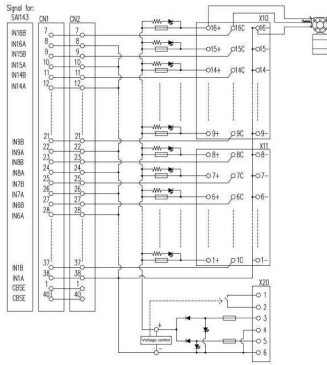 Signal for:
SAI143 CN1 CN2
X10
IN16B 7 7 16+ 16C 16-
IN16A 8 8
IN15B 9 9 15+ 15C 15-
IN15A 10 10
IN14B 11 11 14+ 14C 14-
IN14A 12 12
9+ 9C 9-
IN9B 21 21
X11
IN9A 22 22 8+ 8C 8-
IN8B 23 23
IN8A 24 24 7+ 7C 7-
IN7B 25 25
IN7A 26 26 6+ 6C 6-
IN6B 27 27
IN6A 28 28
1+ 1C 1-
IN1B 37 37
IN1A 38 38
X20
CBSE 1 1
CBSE 40 40
1
2
+ 3
4
Voltage control 5
- 6